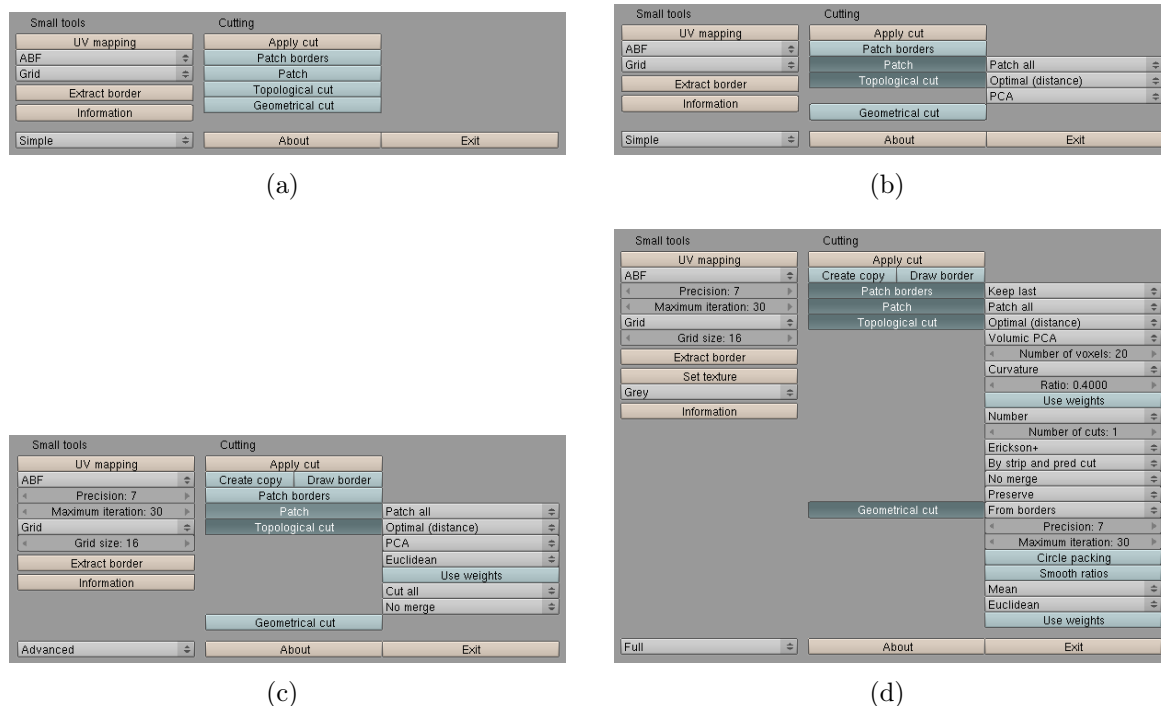 Small tools Cutting
UV mapping Apply cut
ABF Patch borders
Grid Patch
Topological cut
Extract border Geometrical cut
Information
Simple About Exit
(a)
Small tools Cutting
UV mapping Apply cut
ABF Patch borders
Grid Patch Patch all
Extract border Topological cut Optimal (distance)
Information PCA
Geometrical cut
Simple About Exit
(b)
Small tools Cutting
UV mapping Apply cut
ABF Create copy Draw border
Precision: 7 Patch borders
Maximum iteration: 30 Patch Patch all
Grid Topological cut Optimal (distance)
Grid size: 16 PCA
Extract border Euclidean
Information Use weights
Cut all
No merge
Geometrical cut
Advanced About Exit
(c)
Small tools Cutting
UV mapping Apply cut
ABF Create copy Draw border
Precision: 7 Patch borders Keep last
Maximum iteration: 30 Patch Patch all
Grid Topological cut Optimal (distance)
Grid size: 16 Volumic PCA
Extract border Number of voxels: 20
Set texture Curvature
Grey Ratio: 0.4000
Information Use weights
Number
Number of cuts: 1
Erickson+
By strip and pred cut
No merge
Preserve
Geometrical cut From borders
Precision: 7
Maximum iteration: 30
Circle packing
Smooth ratios
Mean
Euclidean
Use weights
Full About Exit
(d)